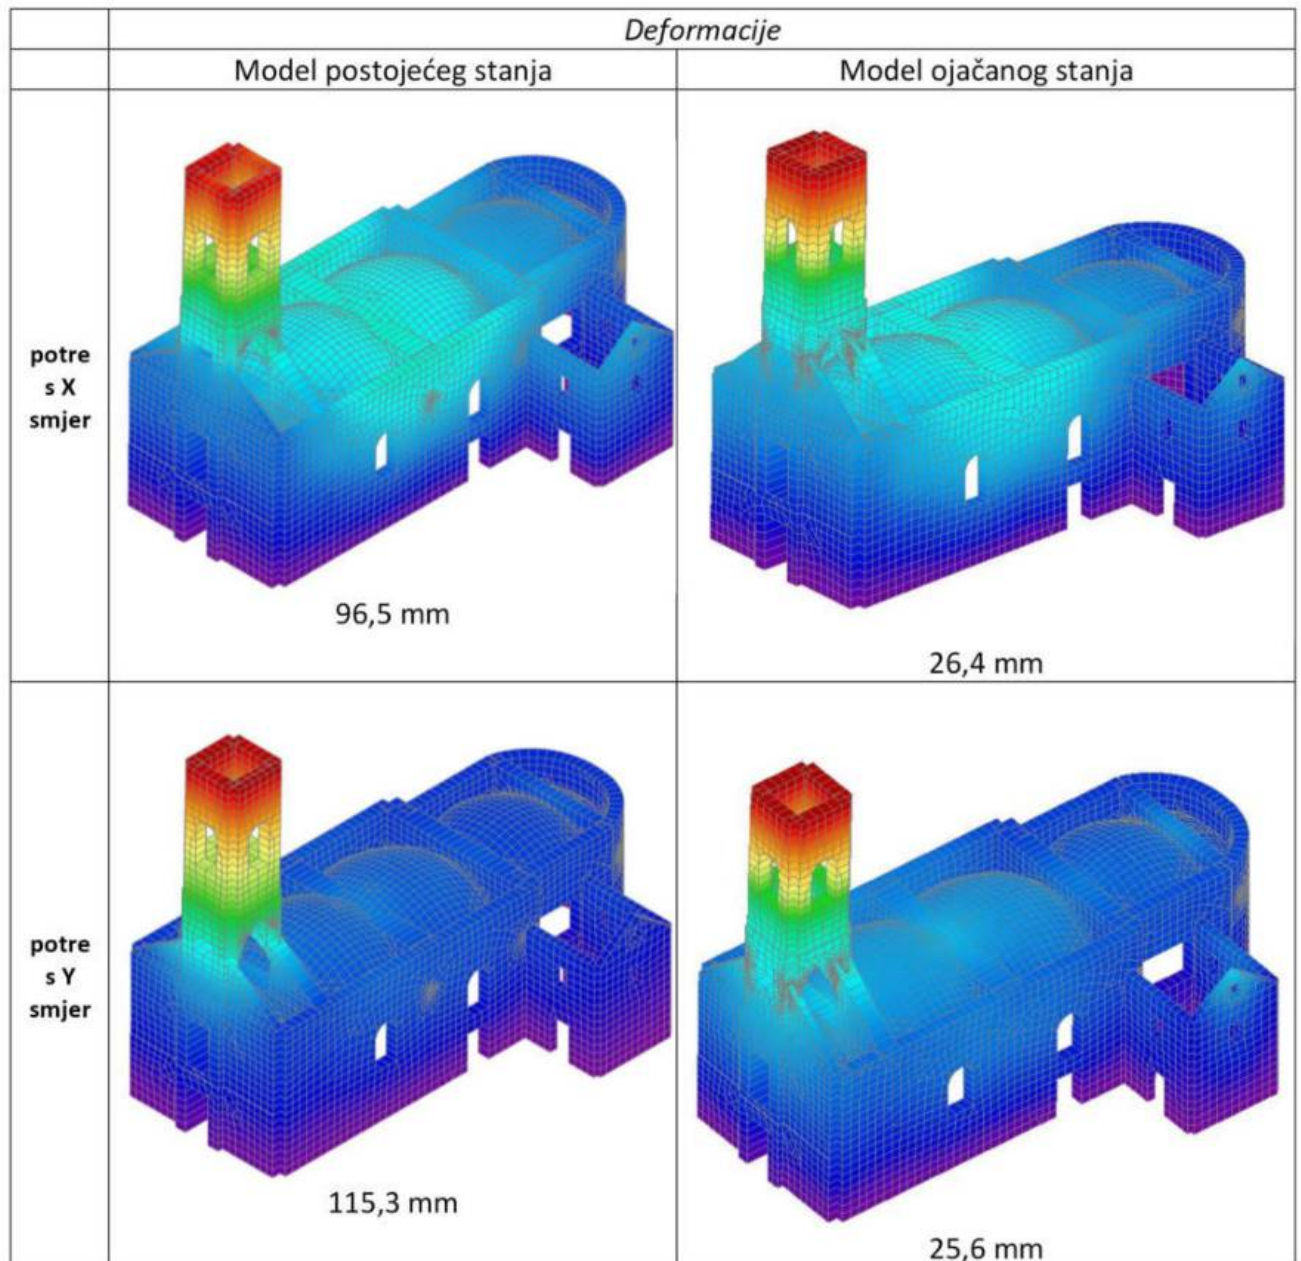 Deformacije
Model postojećeg stanja
Model ojačanog stanja
potre
s X
smjer
96,5 mm
26,4 mm
potre
s Y
smjer
115,3 mm
25,6 mm